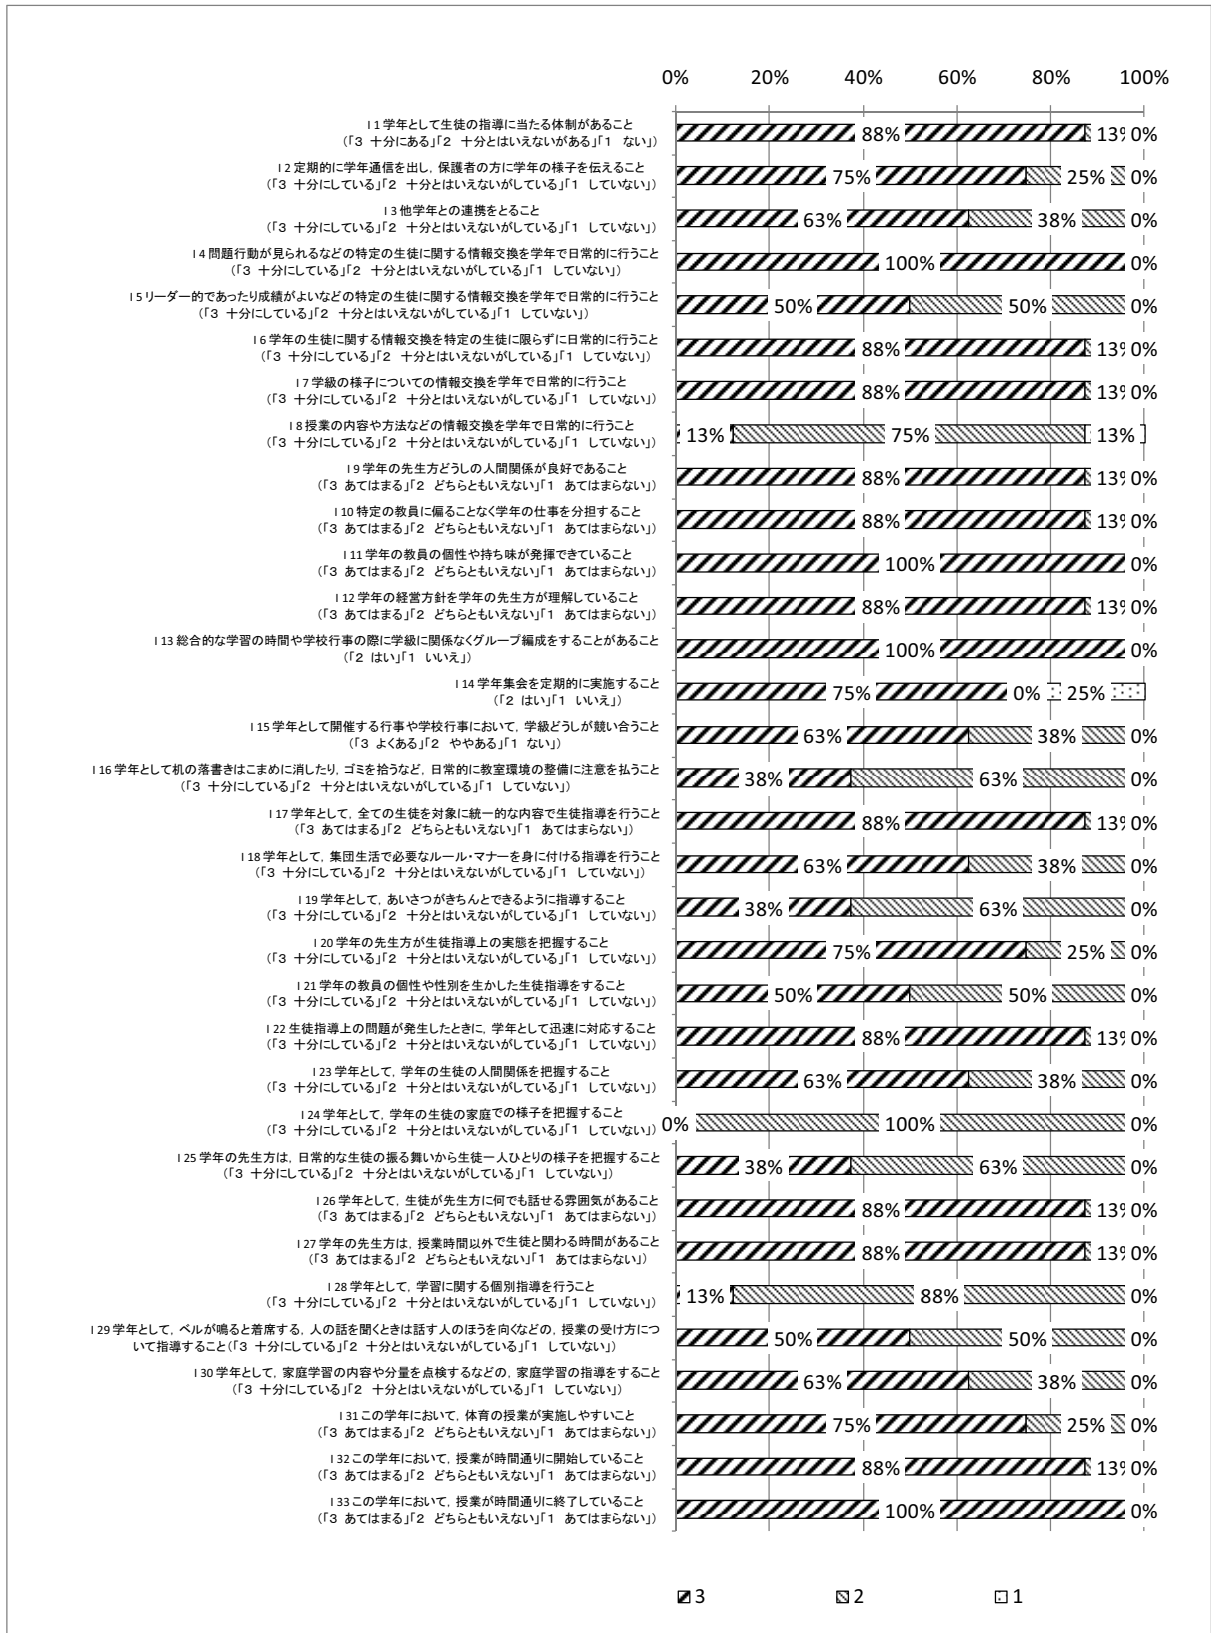 0% 20% 40% 60% 80% 100%
Ⅰ1 学年として生徒の指導に当たる体制があること
(「3 十分にある」「2 十分とはいえないがある」「1 ない」)
88% 13% 0%
Ⅰ2 定期的に学年通信を出し，保護者の方に学年の様子を伝えること
(「3 十分にしている」「2 十分とはいえないがしている」「1 していない」)
75% 25% 0%
Ⅰ3 他学年との連携をとること
(「3 十分にしている」「2 十分とはいえないがしている」「1 していない」)
63% 38% 0%
Ⅰ4 問題行動が見られるなどの特定の生徒に関する情報交換を学年で日常的に行うこと
(「3 十分にしている」「2 十分とはいえないがしている」「1 していない」)
100% 0%
Ⅰ5 リーダー的であったり成績がよいなどの特定の生徒に関する情報交換を学年で日常的に行うこと
(「3 十分にしている」「2 十分とはいえないがしている」「1 していない」)
50% 50% 0%
Ⅰ6 学年の生徒に関する情報交換を特定の生徒に限らずに日常的に行うこと
(「3 十分にしている」「2 十分とはいえないがしている」「1 していない」)
88% 13% 0%
Ⅰ7 学級の様子についての情報交換を学年で日常的に行うこと
(「3 十分にしている」「2 十分とはいえないがしている」「1 していない」)
88% 13% 0%
Ⅰ8 授業の内容や方法などの情報交換を学年で日常的に行うこと
(「3 十分にしている」「2 十分とはいえないがしている」「1 していない」)
13% 75% 13%
Ⅰ9 学年の先生方どうしの人間関係が良好であること
(「3 あてはまる」「2 どちらともいえない」「1 あてはまらない」)
88% 13% 0%
Ⅰ10 特定の教員に偏ることなく学年の仕事を分担すること
(「3 あてはまる」「2 どちらともいえない」「1 あてはまらない」)
88% 13% 0%
Ⅰ11 学年の教員の個性や持ち味が発揮できていること
(「3 あてはまる」「2 どちらともいえない」「1 あてはまらない」)
100% 0%
Ⅰ12 学年の経営方針を学年の先生方が理解していること
(「3 あてはまる」「2 どちらともいえない」「1 あてはまらない」)
88% 13% 0%
Ⅰ13 総合的な学習の時間や学校行事の際に学級に関係なくグループ編成をすることがあること
(「2 はい」「1 いいえ」)
100% 0%
Ⅰ14 学年集会を定期的に実施すること
(「2 はい」「1 いいえ」)
75% 0% 25%
Ⅰ15 学年として開催する行事や学校行事において，学級どうしが競い合うこと
(「3 よくある」「2 ややある」「1 ない」)
63% 38% 0%
Ⅰ16 学年として机の落書きはこまめに消したり，ゴミを拾うなど，日常的に教室環境の整備に注意を払うこと
(「3 十分にしている」「2 十分とはいえないがしている」「1 していない」)
38% 63% 0%
Ⅰ17 学年として，全ての生徒を対象に統一的な内容で生徒指導を行うこと
(「3 あてはまる」「2 どちらともいえない」「1 あてはまらない」)
88% 13% 0%
Ⅰ18 学年として，集団生活で必要なルール・マナーを身に付ける指導を行うこと
(「3 十分にしている」「2 十分とはいえないがしている」「1 していない」)
63% 38% 0%
Ⅰ19 学年として，あいさつがきちんとできるように指導すること
(「3 十分にしている」「2 十分とはいえないがしている」「1 していない」)
38% 63% 0%
Ⅰ20 学年の先生方が生徒指導上の実態を把握すること
(「3 十分にしている」「2 十分とはいえないがしている」「1 していない」)
75% 25% 0%
Ⅰ21 学年の教員の個性や性別を生かした生徒指導をすること
(「3 十分にしている」「2 十分とはいえないがしている」「1 していない」)
50% 50% 0%
Ⅰ22 生徒指導上の問題が発生したときに，学年として迅速に対応すること
(「3 十分にしている」「2 十分とはいえないがしている」「1 していない」)
88% 13% 0%
Ⅰ23 学年として，学年の生徒の人間関係を把握すること
(「3 十分にしている」「2 十分とはいえないがしている」「1 していない」)
63% 38% 0%
Ⅰ24 学年として，学年の生徒の家庭での様子を把握すること
(「3 十分にしている」「2 十分とはいえないがしている」「1 していない」)
0% 100% 0%
Ⅰ25 学年の先生方は，日常的な生徒の振る舞いから生徒一人ひとりの様子を把握すること
(「3 十分にしている」「2 十分とはいえないがしている」「1 していない」)
38% 63% 0%
Ⅰ26 学年として，生徒が先生方に何でも話せる雰囲気があること
(「3 あてはまる」「2 どちらともいえない」「1 あてはまらない」)
88% 13% 0%
Ⅰ27 学年の先生方は，授業時間以外で生徒と関わる時間があること
(「3 あてはまる」「2 どちらともいえない」「1 あてはまらない」)
88% 13% 0%
Ⅰ28 学年として，学習に関する個別指導を行うこと
(「3 十分にしている」「2 十分とはいえないがしている」「1 していない」)
13% 88% 0%
Ⅰ29 学年として，ベルが鳴ると着席する，人の話を聞くときは話す人のほうを向くなどの，授業の受け方につ
いて指導すること(「3 十分にしている」「2 十分とはいえないがしている」「1 していない」)
50% 50% 0%
Ⅰ30 学年として，家庭学習の内容や分量を点検するなどの，家庭学習の指導をすること
(「3 十分にしている」「2 十分とはいえないがしている」「1 していない」)
63% 38% 0%
Ⅰ31 この学年において，体育の授業が実施しやすいこと
(「3 あてはまる」「2 どちらともいえない」「1 あてはまらない」)
75% 25% 0%
Ⅰ32 この学年において，授業が時間通りに開始していること
(「3 あてはまる」「2 どちらともいえない」「1 あてはまらない」)
88% 13% 0%
Ⅰ33 この学年において，授業が時間通りに終了していること
(「3 あてはまる」「2 どちらともいえない」「1 あてはまらない」)
100% 0%
3 2 1